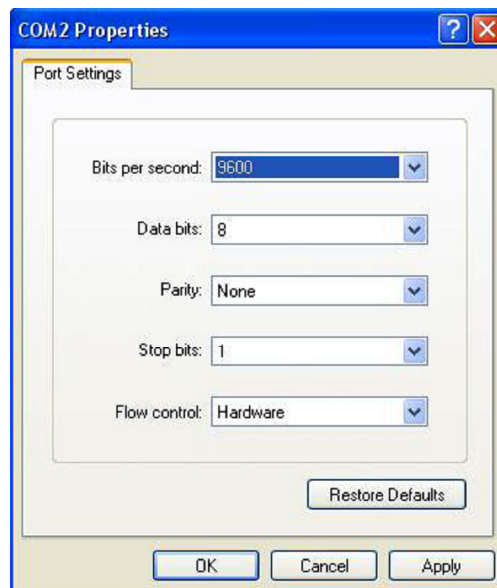 COM2 Properties
Port Settings
Bits per second: 9600
Data bits: 8
Parity: None
Stop bits: 1
Flow control: Hardware
Restore Defaults
OK Cancel Apply